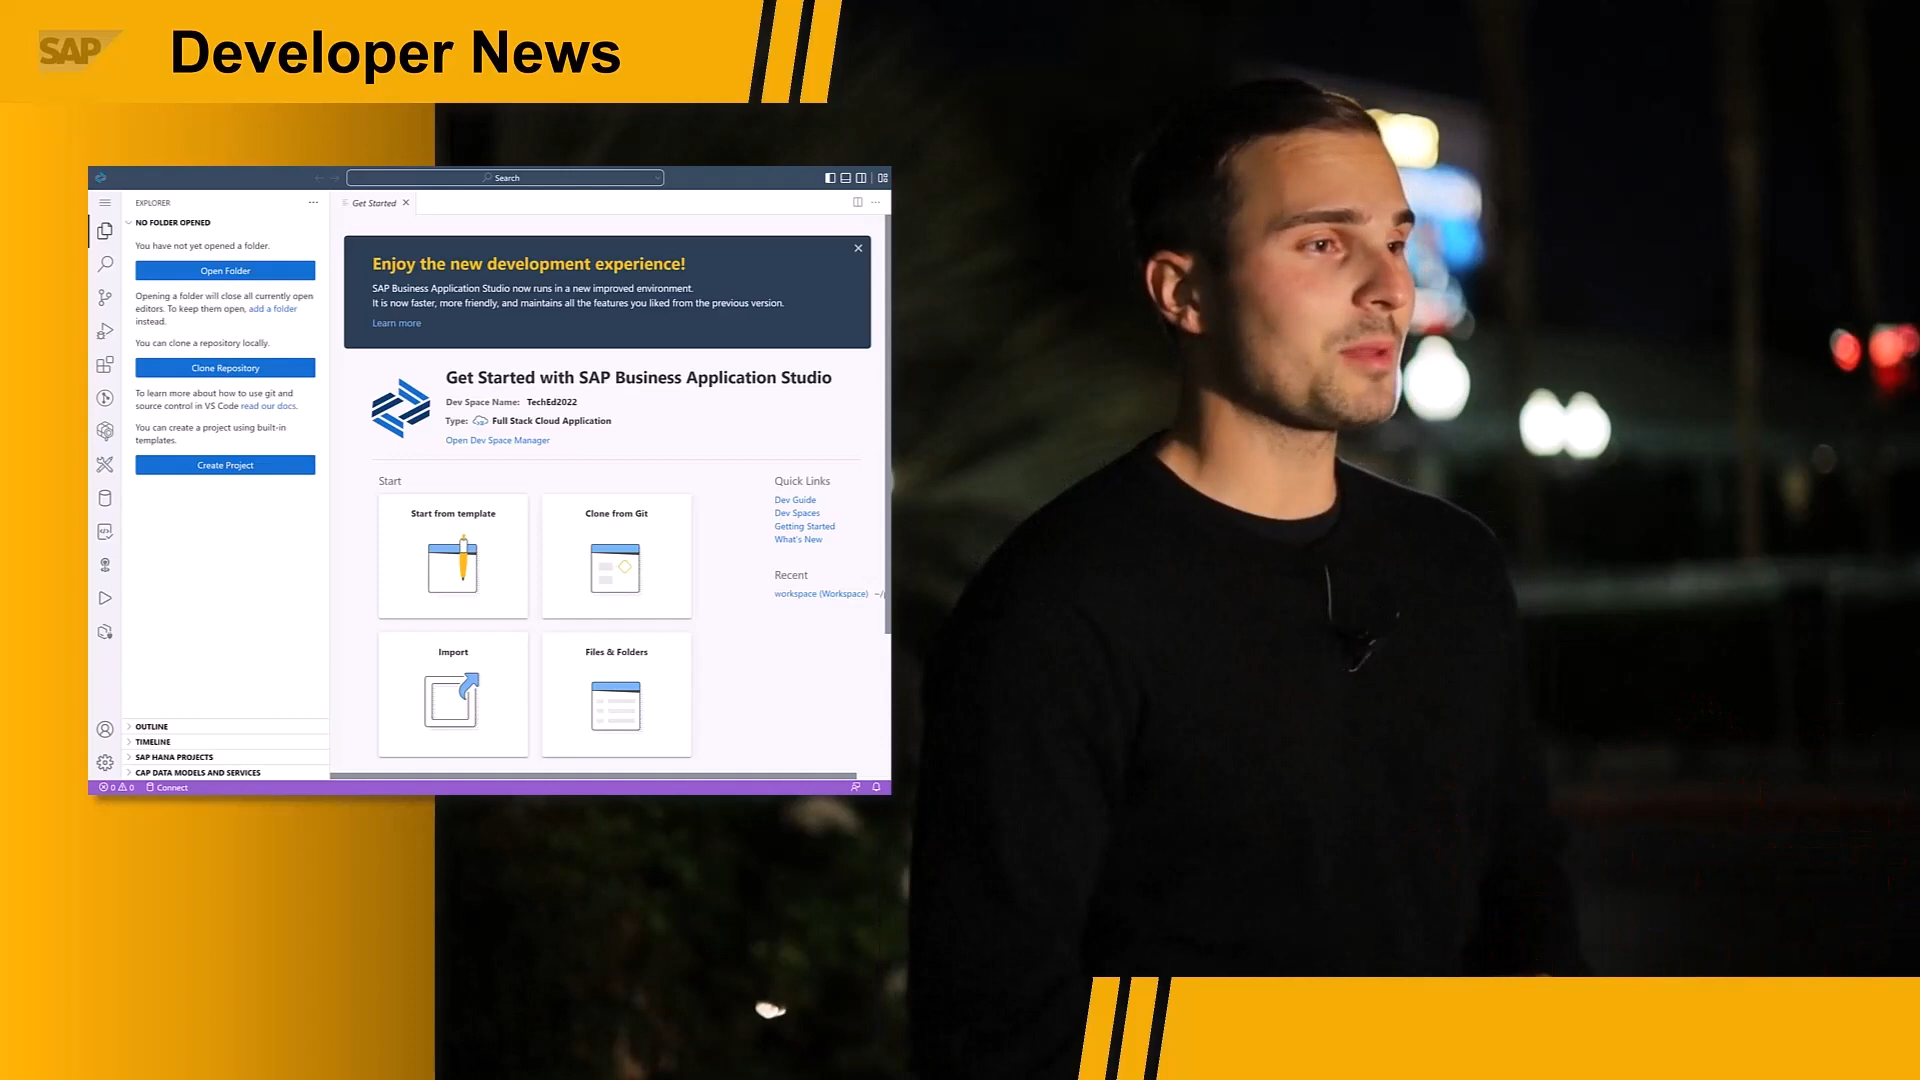 SAP
Developer News
Search
EXPLORER
Get Started
NO FOLDER OPENED
You have not yet opened a folder.
Open Folder
Opening a folder will close all currently open
editors. To keep them open, add a folder
instead.
You can clone a repository locally.
Clone Repository
To learn more about how to use git and
source control in VS Code read our docs.
You can create a project using built-in
templates.
Create Project
OUTLINE
TIMELINE
SAP HANA PROJECTS
CAP DATA MODELS AND SERVICES
Enjoy the new development experience!
SAP Business Application Studio now runs in a new improved environment.
It is now faster, more friendly, and maintains all the features you liked from the previous version.
Learn more
Get Started with SAP Business Application Studio
Dev Space Name: TechEd2022
Type: Full Stack Cloud Application
Open Dev Space Manager
Start
Start from template
Clone from Git
Import
Files & Folders
Quick Links
Dev Guide
Dev Spaces
Getting Started
What's New
Recent
workspace (Workspace) ~/
0 0 Connect